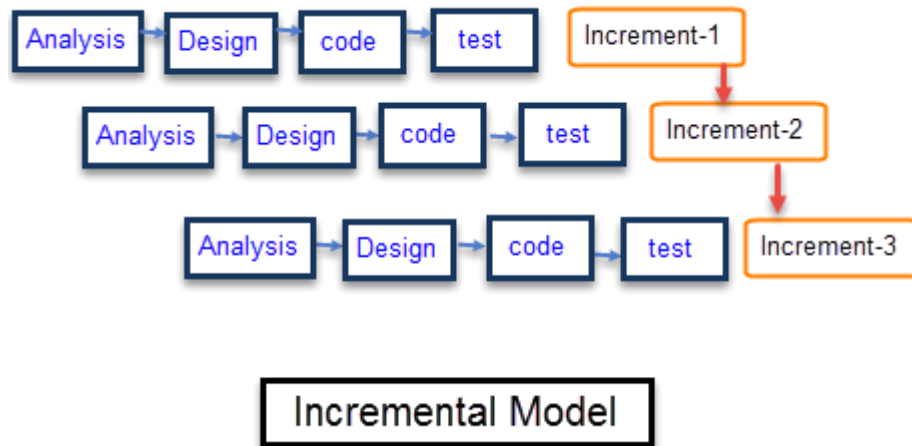 Analysis Design code test Increment-1
Analysis Design code test Increment-2
Analysis Design code test Increment-3
Incremental Model